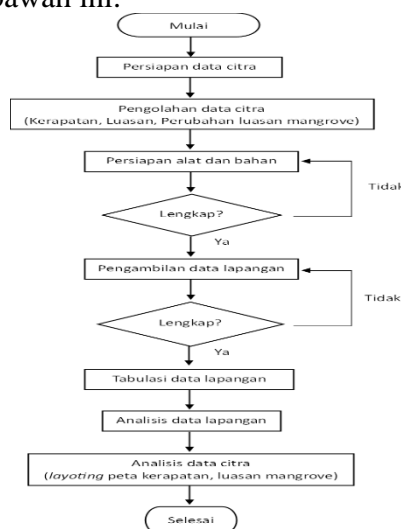 bawah ini.
Mulai
Persiapan data citra
Pengolahan data citra
(Kerapatan, Luasan, Perubahan luasan mangrove)
Persiapan alat dan bahan
Tidak
Lengkap?
Ya
Pengambilan data lapangan
Tidak
Lengkap?
Ya
Tabulasi data lapangan
Analisis data lapangan
Analisis data citra
(layoting peta kerapatan, luasan mangrove)
Selesai